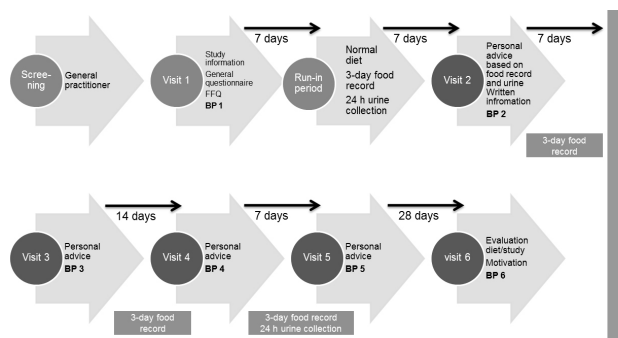 7 days
7 days
7 days
Scree-
ning
General
practitioner
Visit 1
Study
information
General
questionnaire
FFQ
BP 1
Run-in
period
Normal
diet
3-day food
record
24 h urine
collection
Visit 2
Personal
advice
based on
food record
and urine
Written
infromation
BP 2
3-day food
record
14 days
7 days
28 days
Visit 3
Personal
advice
BP 3
Visit 4
Personal
advice
BP 4
Visit 5
Personal
advice
BP 5
visit 6
Evaluation
diet/study
Motivation
BP 6
3-day food
record
3-day food record
24 h urine collection